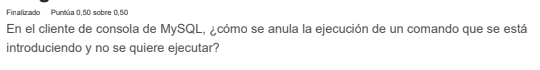 Finalizado Puntúa 0,50 sobre 0,50
En el cliente de consola de MySQL, ¿cómo se anula la ejecución de un comando que se está
introduciendo y no se quiere ejecutar?